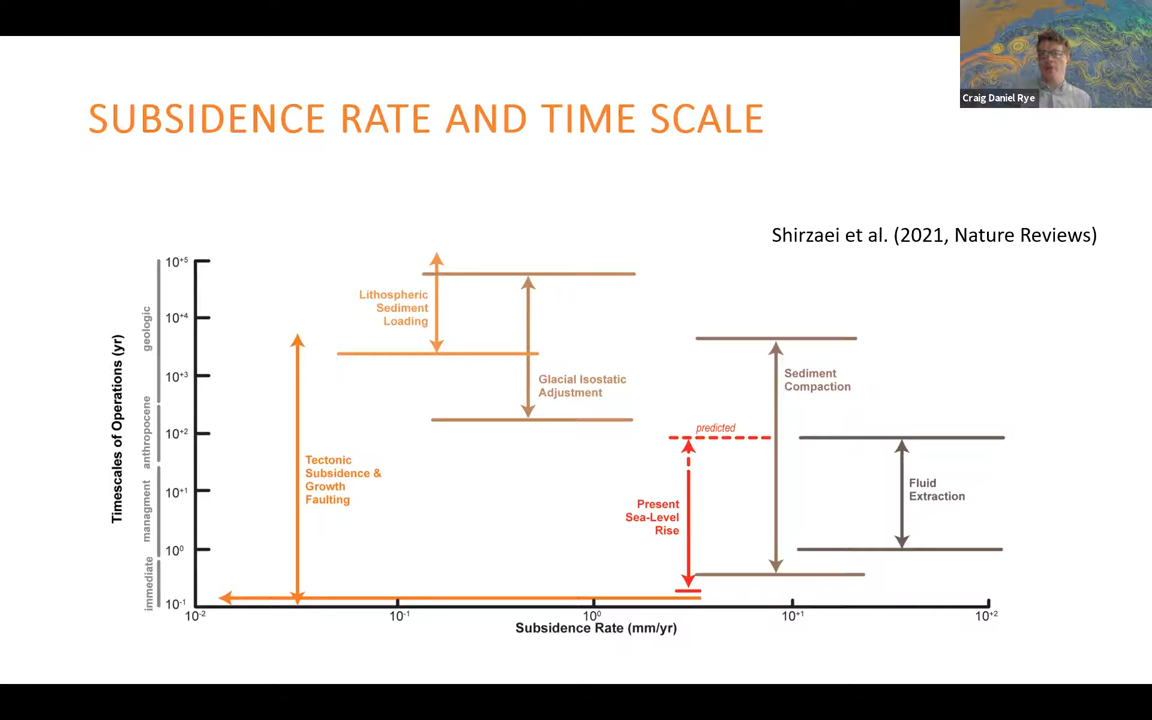 Craig Daniel Rye
SUBSIDENCE RATE AND TIME SCALE
Shirzaei et al. (2021, Nature Reviews)
Timescales of Operations (yr)
geologic
anthropocene
managment
immediate
10+5
10+4
10+3
10+2
10+1
10⁰
10-1
Lithospheric
Sediment
Loading
Glacial Isostatic
Adjustment
Sediment
Compaction
predicted
Tectonic
Subsidence &
Growth
Faulting
Present
Sea-Level
Rise
Fluid
Extraction
10-2
10-1
10⁰
10+1
10+2
Subsidence Rate (mm/yr)